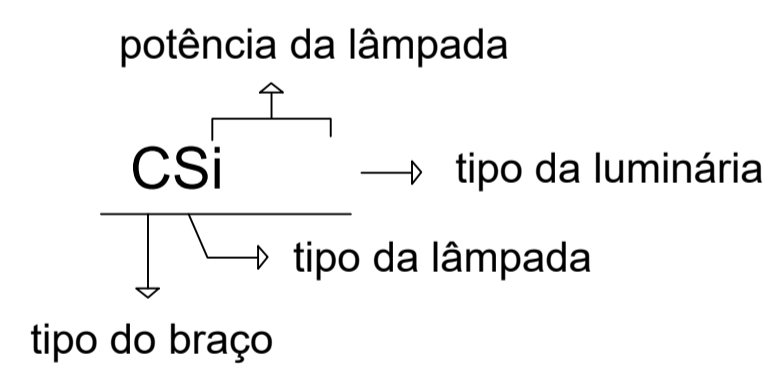 potência da lâmpada
CSi
tipo da luminária
tipo da lâmpada
tipo do braço